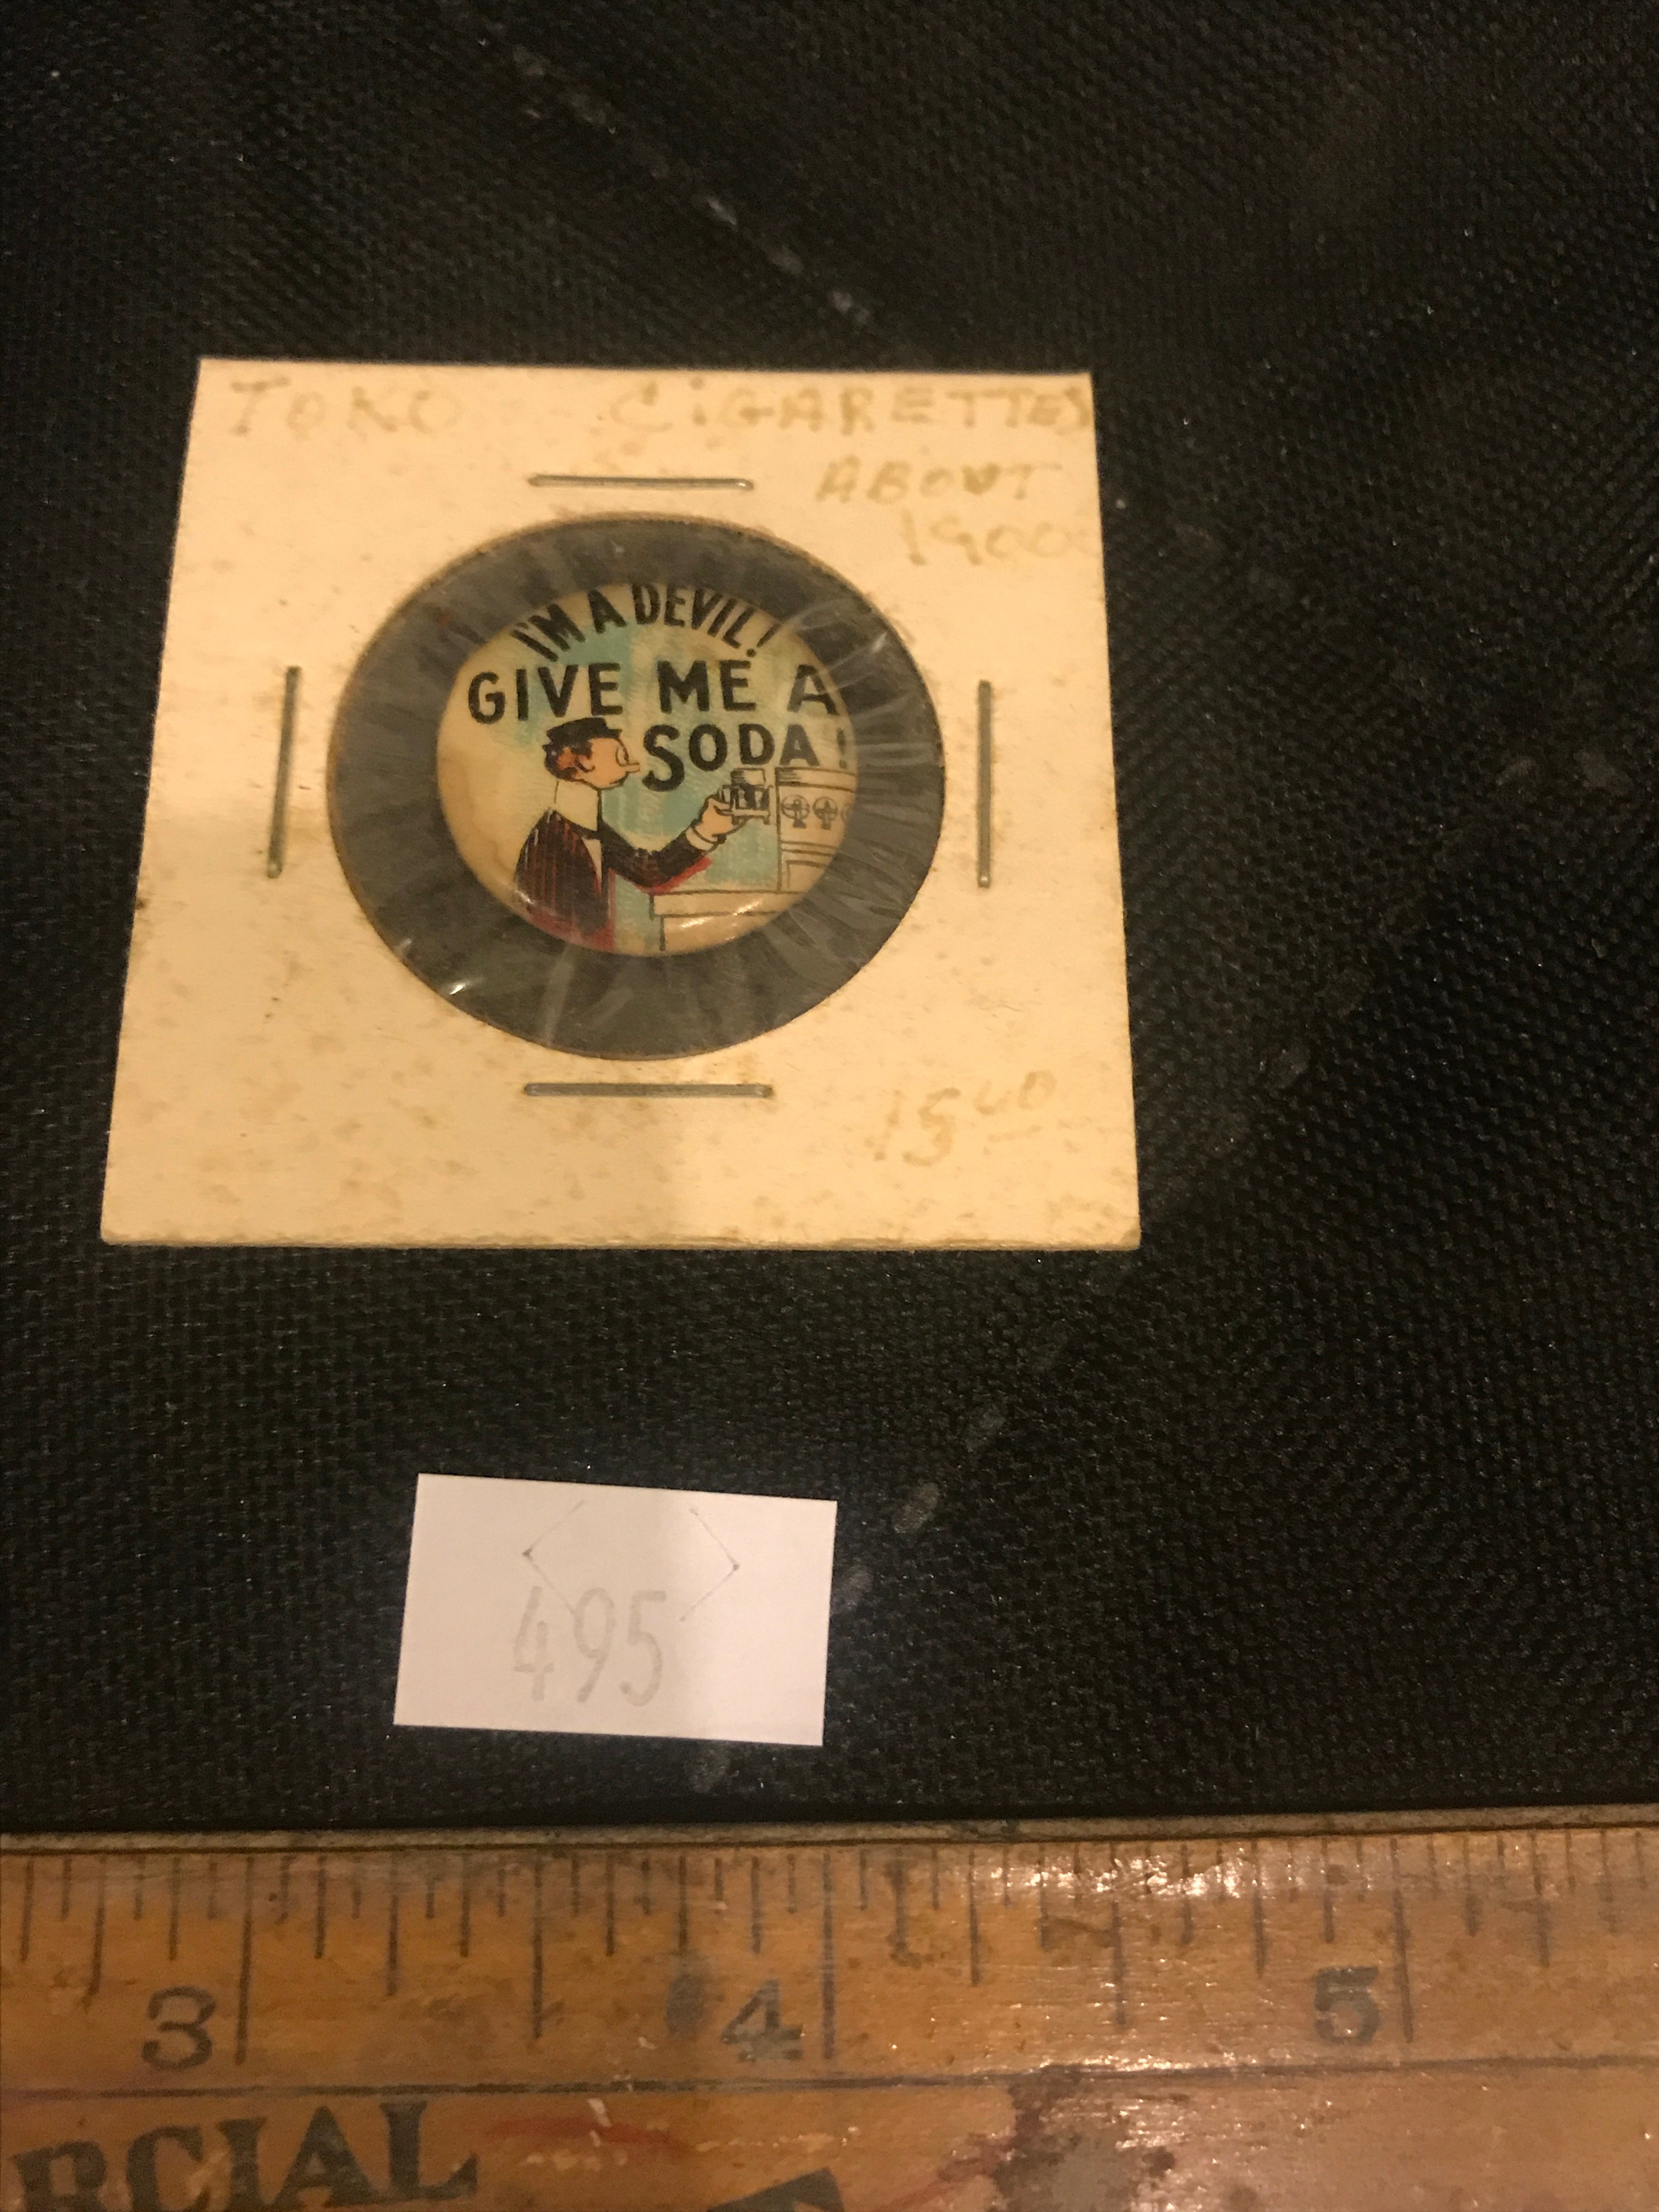 TOKO CIGARETTES
ABOUT
1900
I'M A DEVIL!
GIVE ME A
SODA!
15.00
495
3 4 5
RCIAL